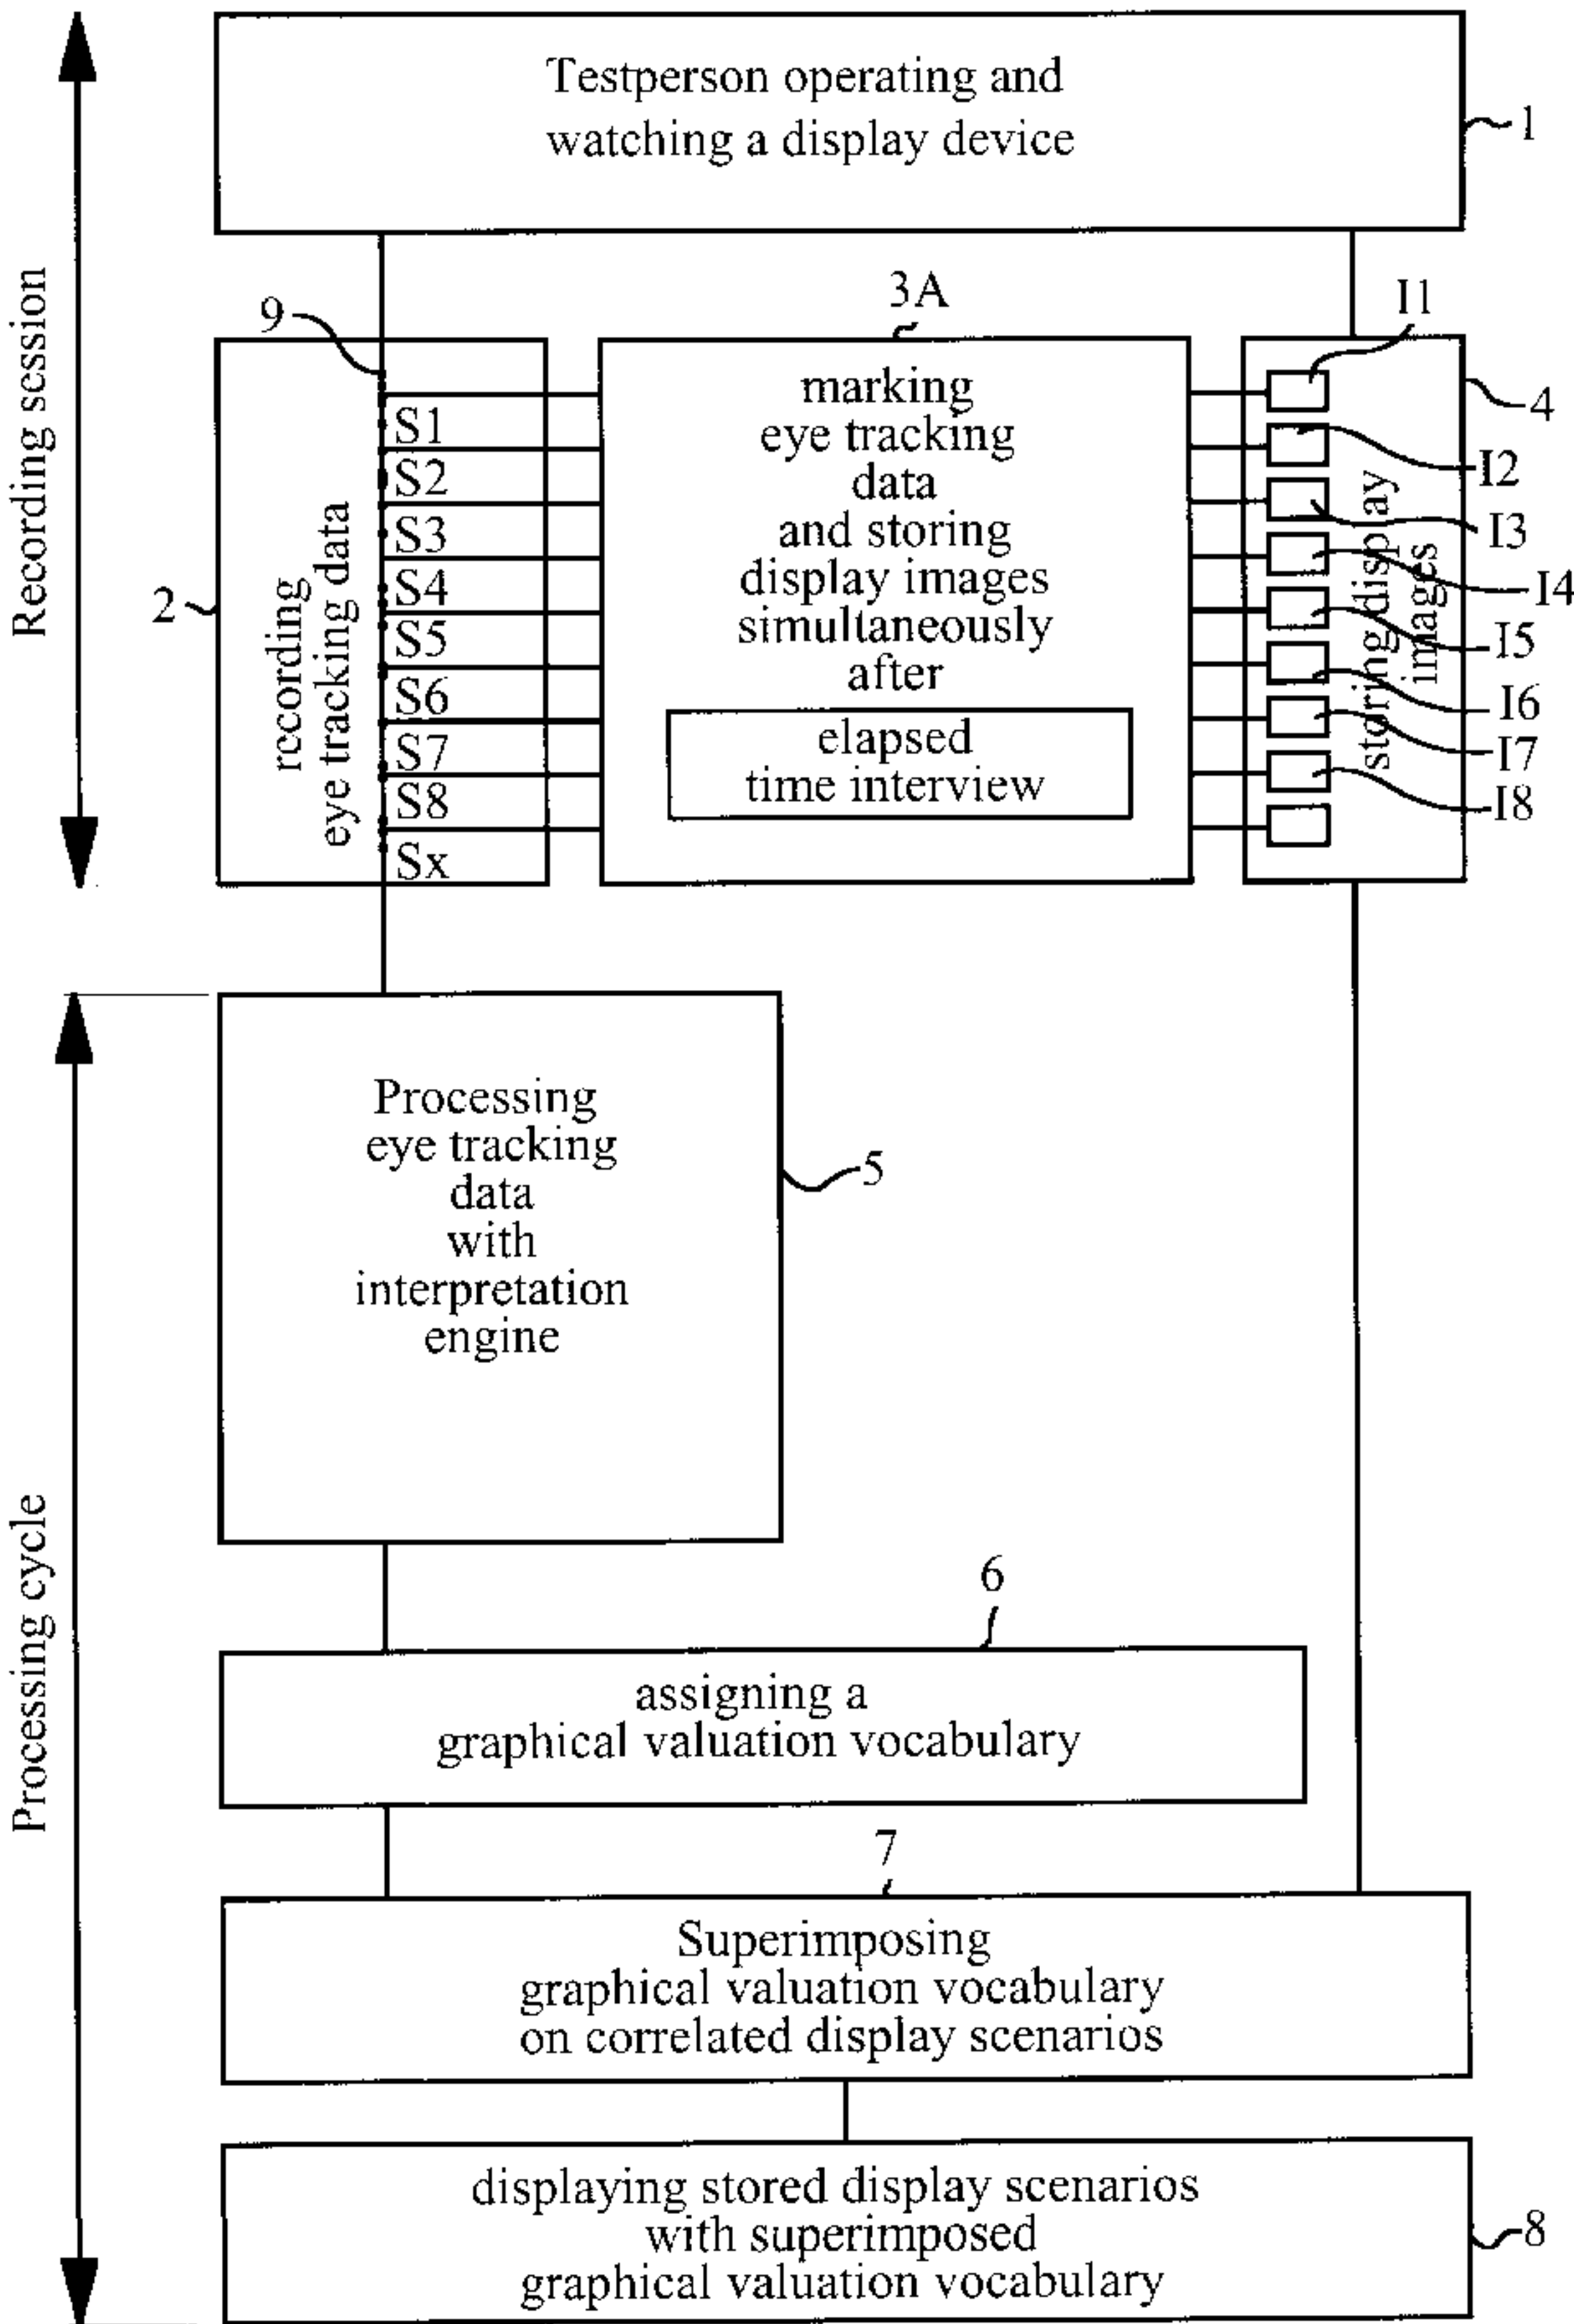 Testperson operating and
watching a display device
1
Recording session
9
3A
I1
2
recording
eye tracking data
S1
S2
S3
S4
S5
S6
S7
S8
Sx
marking
eye tracking
data
and storing
display images
simultaneously
after
elapsed
time interview
storing display
images
4
I2
I3
I4
I5
I6
I7
I8
Processing cycle
Processing
eye tracking
data
with
interpretation
engine
5
6
assigning a
graphical valuation vocabulary
7
Superimposing
graphical valuation vocabulary
on correlated display scenarios
displaying stored display scenarios
with superimposed
graphical valuation vocabulary
8